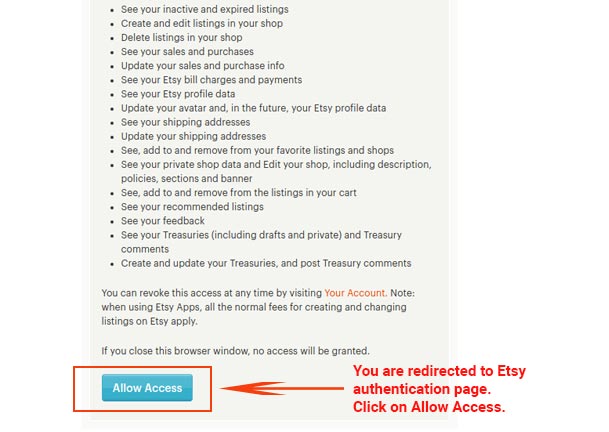 See your inactive and expired listings
Create and edit listings in your shop
Delete listings in your shop
See your sales and purchases
Update your sales and purchase info
See your Etsy bill charges and payments
See your Etsy profile data
Update your avatar and, in the future, your Etsy profile data
See your shipping addresses
Update your shipping addresses
See, add to and remove from your favorite listings and shops
See your private shop data and Edit your shop, including description,
policies, sections and banner
See, add to and remove from the listings in your cart
See your recommended listings
See your feedback
See your Treasuries (including drafts and private) and Treasury
comments
Create and update your Treasuries, and post Treasury comments
You can revoke this access at any time by visiting Your Account. Note:
when using Etsy Apps, all the normal fees for creating and changing
listings on Etsy apply.
If you close this browser window, no access will be granted.
Allow Access
You are redirected to Etsy
authentication page.
Click on Allow Access.